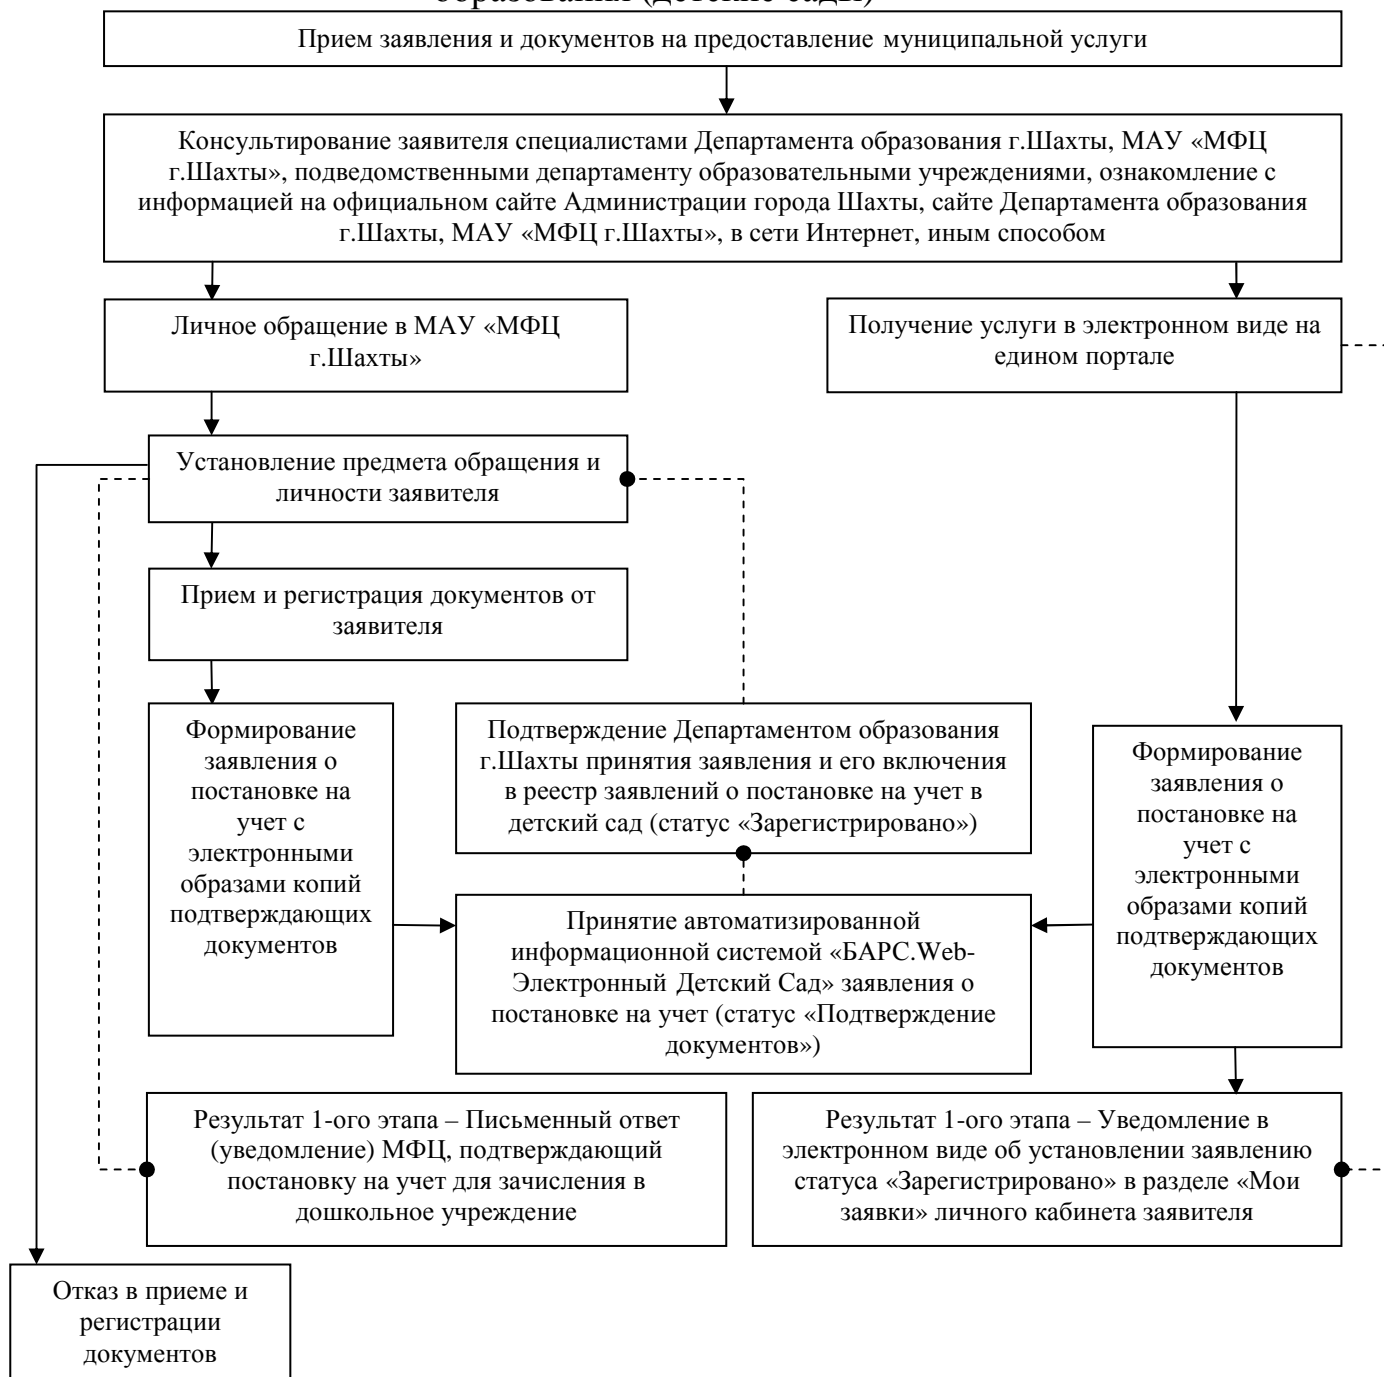 образования (детские сады)
Прием заявления и документов на предоставление муниципальной услуги
Консультирование заявителя специалистами Департамента образования г.Шахты, МАУ «МФЦ
г.Шахты», подведомственными департаменту образовательными учреждениями, ознакомление с
информацией на официальном сайте Администрации города Шахты, сайте Департамента образования
г.Шахты, МАУ «МФЦ г.Шахты», в сети Интернет, иным способом
Личное обращение в МАУ «МФЦ
г.Шахты»
Получение услуги в электронном виде на
едином портале
Установление предмета обращения и
личности заявителя
Прием и регистрация документов от
заявителя
Формирование
заявления о
постановке на
учет с
электронными
образами копий
подтверждающих
документов
Подтверждение Департаментом образования
г.Шахты принятия заявления и его включения
в реестр заявлений о постановке на учет в
детский сад (статус «Зарегистрировано»)
Формирование
заявления о
постановке на
учет с
электронными
образами копий
подтверждающих
документов
Принятие автоматизированной
информационной системой «БАРС.Web-
Электронный Детский Сад» заявления о
постановке на учет (статус «Подтверждение
документов»)
Результат 1-ого этапа – Письменный ответ
(уведомление) МФЦ, подтверждающий
постановку на учет для зачисления в
дошкольное учреждение
Результат 1-ого этапа – Уведомление в
электронном виде об установлении заявлению
статуса «Зарегистрировано» в разделе «Мои
заявки» личного кабинета заявителя
Отказ в приеме и
регистрации
документов